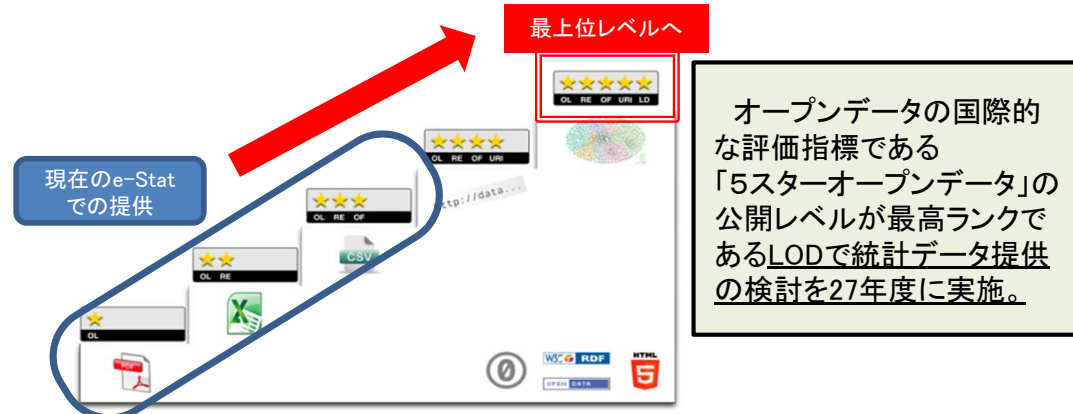 最上位レベルへ
★★★★★
OL RE OF URI LD
★★★★
OL RE OF URI
http://data...
現在のe-Stat
での提供
★★★
OL RE OF
CSV
★★
OL RE
X
★
OL
PDF
0
W3C RDF
OPEN DATA
HTML
5
オープンデータの国際的
な評価指標である
「5スターオープンデータ」の
公開レベルが最高ランクで
あるLODで統計データ提供
の検討を27年度に実施。